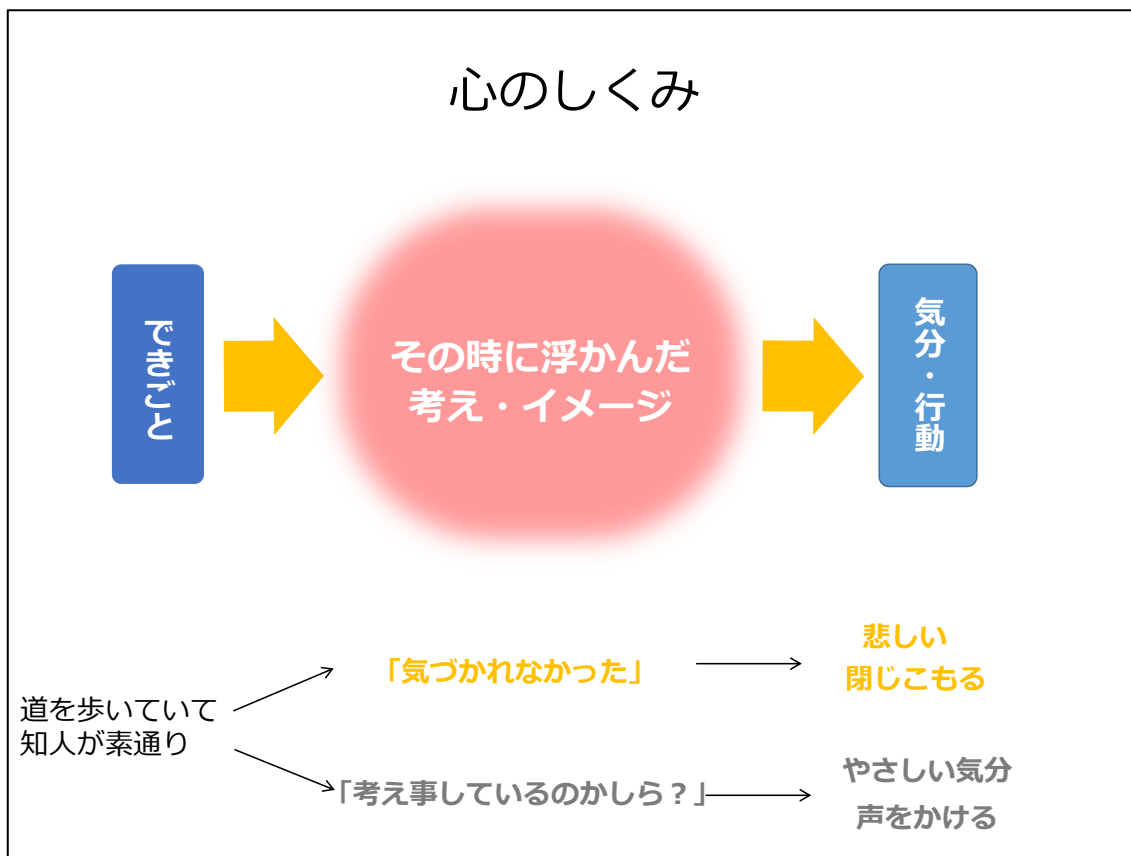 心のしくみ
できごと
その時に浮かんだ
考え・イメージ
気分・行動
道を歩いていて
知人が素通り
「気づかれなかった」
悲しい
閉じこもる
「考え事しているのかしら？」
やさしい気分
声をかける